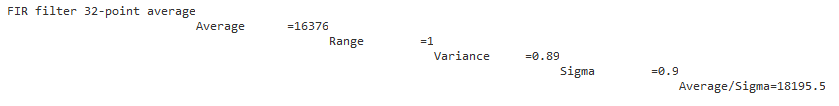 FIR filter 32-point average
Average =16376
Range =1
Variance =0.89
Sigma =0.9
Average/Sigma=18195.5